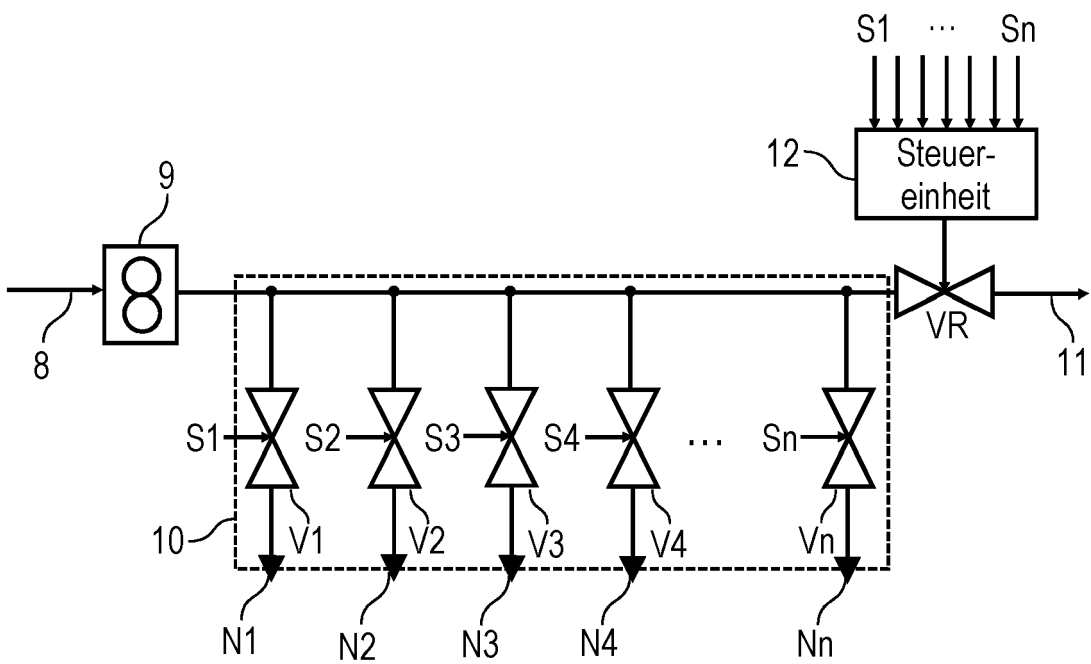 S1 ... Sn
12
Steuer-
einheit
9
8
VR
11
S1
S2
S3
S4
...
Sn
10
V1
V2
V3
V4
Vn
N1
N2
N3
N4
Nn